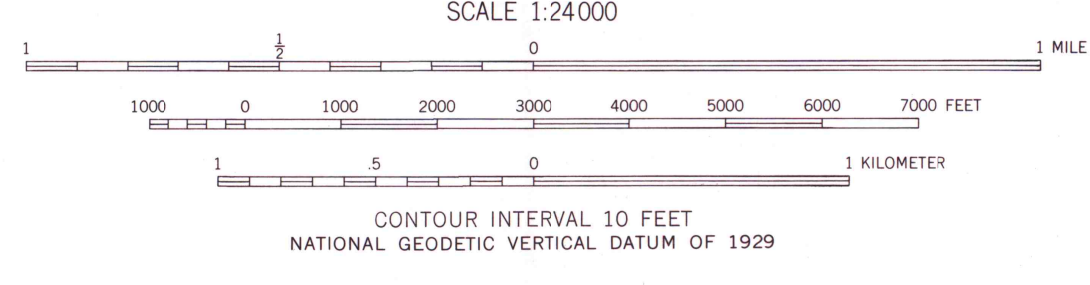 SCALE 1:24000
1 1/2 0 1 MILE
1000 0 1000 2000 3000 4000 5000 6000 7000 FEET
1 .5 0 1 KILOMETER
CONTOUR INTERVAL 10 FEET
NATIONAL GEODETIC VERTICAL DATUM OF 1929